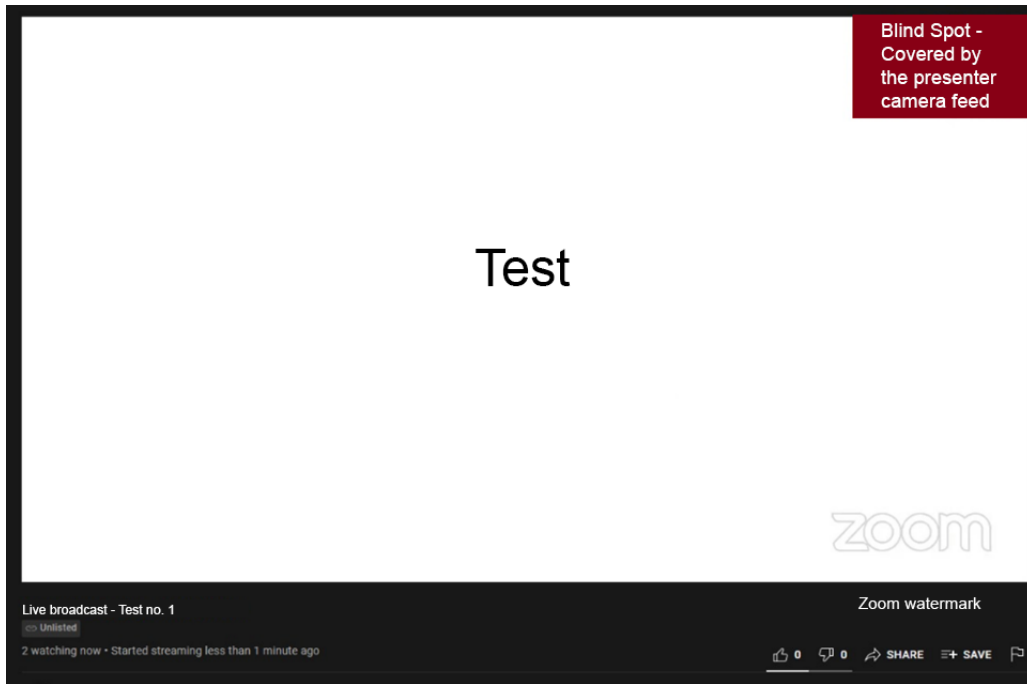 Blind Spot -
Covered by
the presenter
camera feed
Test
zoom
Zoom watermark
Live broadcast - Test no. 1
Unlisted
2 watching now • Started streaming less than 1 minute ago
0 0 SHARE SAVE